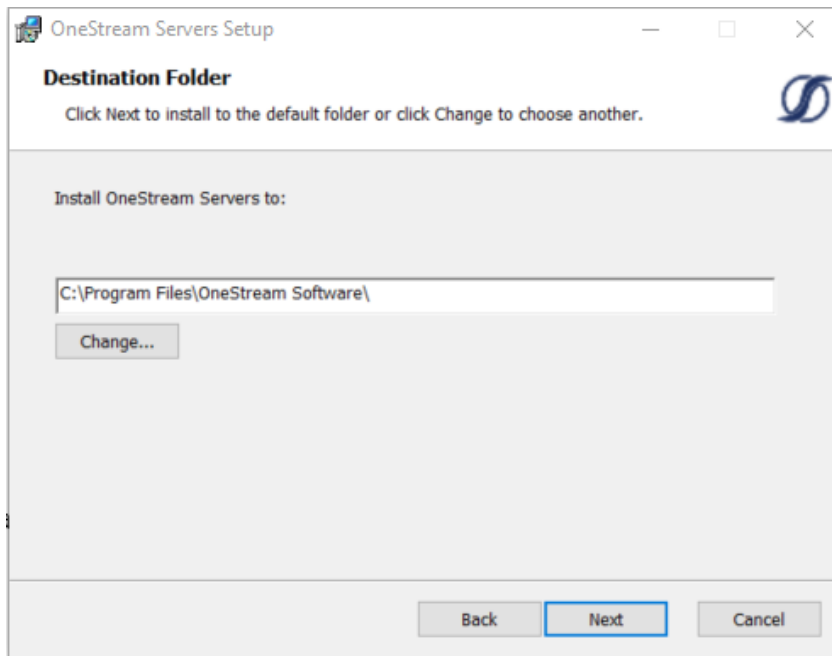 OneStream Servers Setup
Destination Folder
Click Next to install to the default folder or click Change to choose another.
Install OneStream Servers to:
C:\Program Files\OneStream Software\
Change...
Back Next Cancel